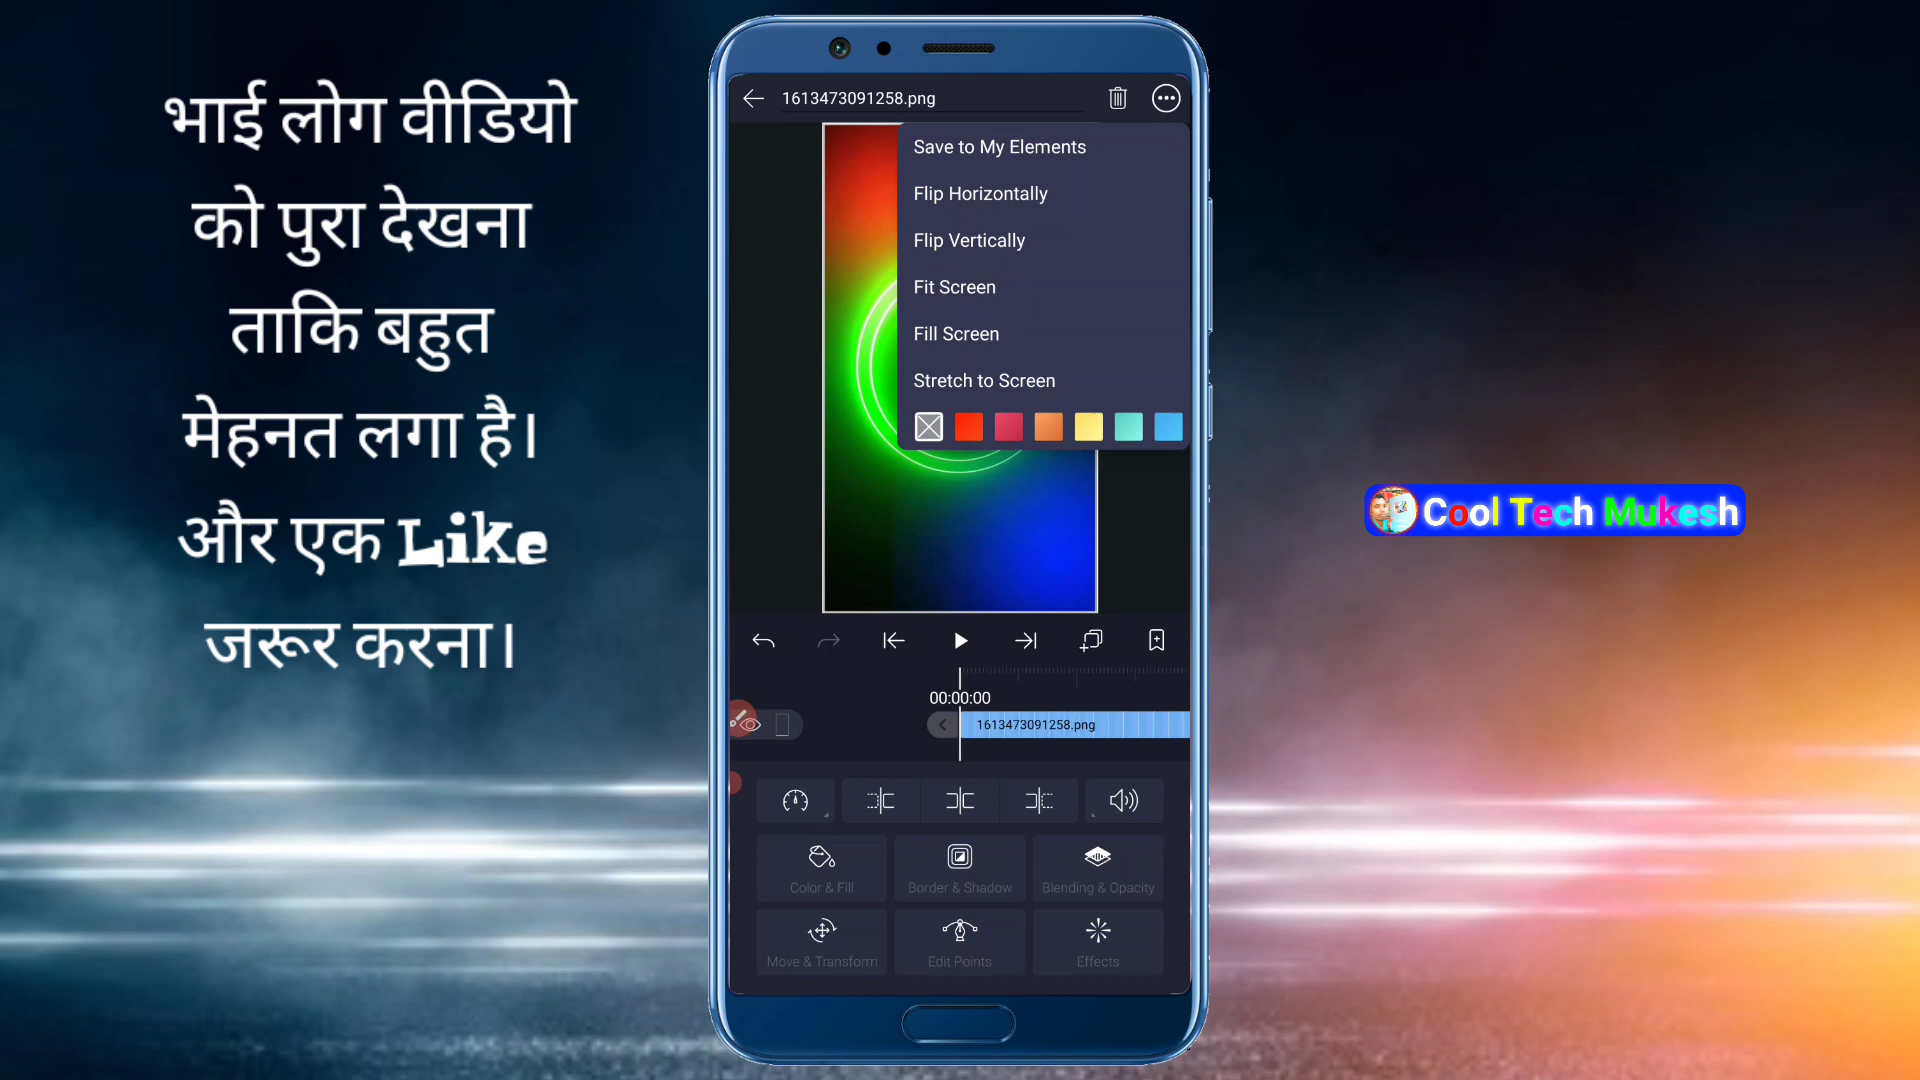 भाई लोग वीडियो
को पुरा देखना
ताकि बहुत
मेहनत लगा है।
और एक Like
जरूर करना।
1613473091258.png
Save to My Elements
Flip Horizontally
Flip Vertically
Fit Screen
Fill Screen
Stretch to Screen
00:00:00
1613473091258.png
Color & Fill
Border & Shadow
Blending & Opacity
Move & Transform
Edit Points
Effects
Cool Tech Mukesh